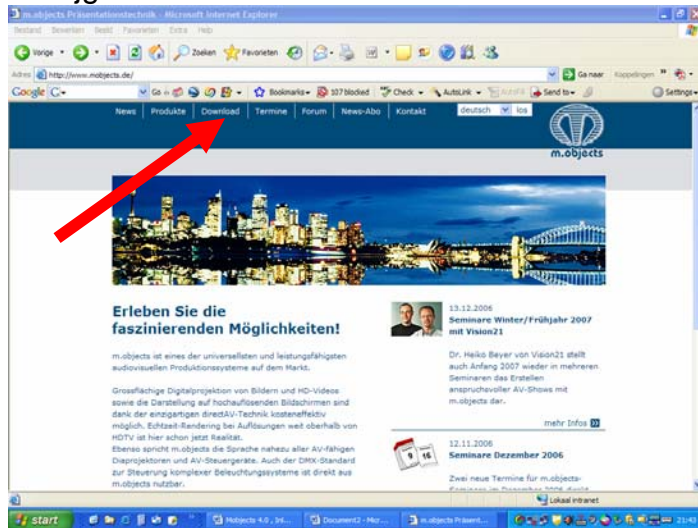 m.objects Präsentationstechnik - Microsoft Internet Explorer
Bestand Bewerken Beeld Favorieten Extra Help
Vorige Zoeken Favorieten
Adres http://www.mobjects.de/ Ga naar Koppelingen
Google G Go Bookmarks 107 blocked Check AutoLink AutoFill Send to Settings
News Produkte Download Termine Forum News-Abo Kontakt deutsch los
m.objects
Erleben Sie die
faszinierenden Möglichkeiten!
m.objects ist eines der universellsten und leistungsfähigsten
audiovisuellen Produktionssysteme auf dem Markt.
Grossflächige Digitalprojektion von Bildern und HD-Videos
sowie die Darstellung auf hochauflösenden Bildschirmen sind
dank der einzigartigen directAV-Technik kosteneffektiv
möglich. Echtzeit-Rendering bei Auflösungen weit oberhalb von
HDTV ist hier schon jetzt Realität.
Ebenso spricht m.objects die Sprache nahezu aller AV-fähigen
Diaprojektoren und AV-Steuergeräte. Auch der DMX-Standard
zur Steuerung komplexer Beleuchtungssysteme ist direkt aus
m.objects nutzbar.
13.12.2006
Seminare Winter/Frühjahr 2007
mit Vision21
Dr. Heiko Beyer von Vision21 stellt
auch Anfang 2007 wieder in mehreren
Seminaren das Erstellen
anspruchsvoller AV-Shows mit
m.objects dar.
mehr Infos
9 16
12.11.2006
Seminare Dezember 2006
Zwei neue Termine für m.objects-
Seminare im Dezember 2006 direkt
Lokaal intranet
start Mobjects 4.0 , Ini... Document2 - Micr... m.objects Präsent... 21:43